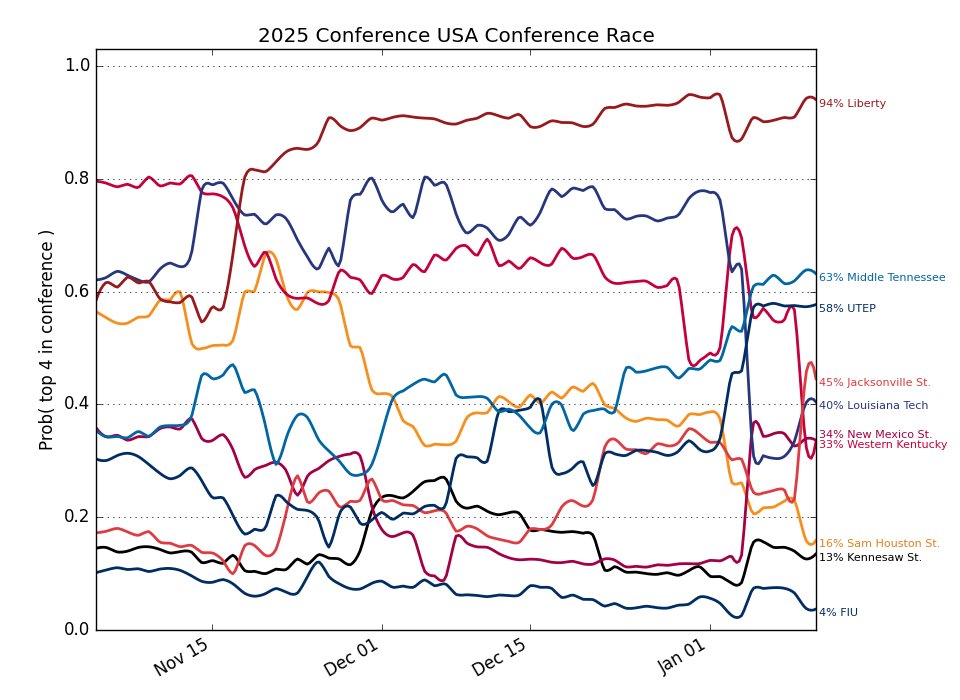 2025 Conference USA Conference Race
Prob( top 4 in conference )
1.0
0.8
0.6
0.4
0.2
0.0
Nov 15
Dec 01
Dec 15
Jan 01
94% Liberty
63% Middle Tennessee
58% UTEP
45% Jacksonville St.
40% Louisiana Tech
34% New Mexico St.
33% Western Kentucky
16% Sam Houston St.
13% Kennesaw St.
4% FIU